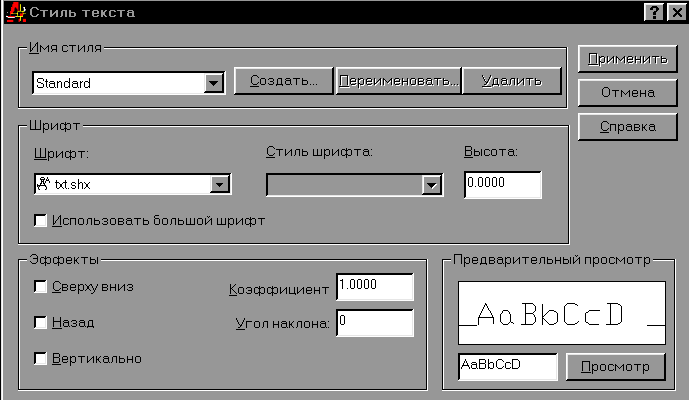 Стиль текста
Имя стиля
Standard
Создать...
Переименовать...
Удалить
Применить
Отмена
Справка
Шрифт
Шрифт:
Стиль шрифта:
Высота:
txt.shx
0.0000
Использовать большой шрифт
Эффекты
Сверху вниз
Коэффициент
1.0000
Назад
Угол наклона:
0
Вертикально
Предварительный просмотр
AaBbCcD
AaBbCcD
Просмотр